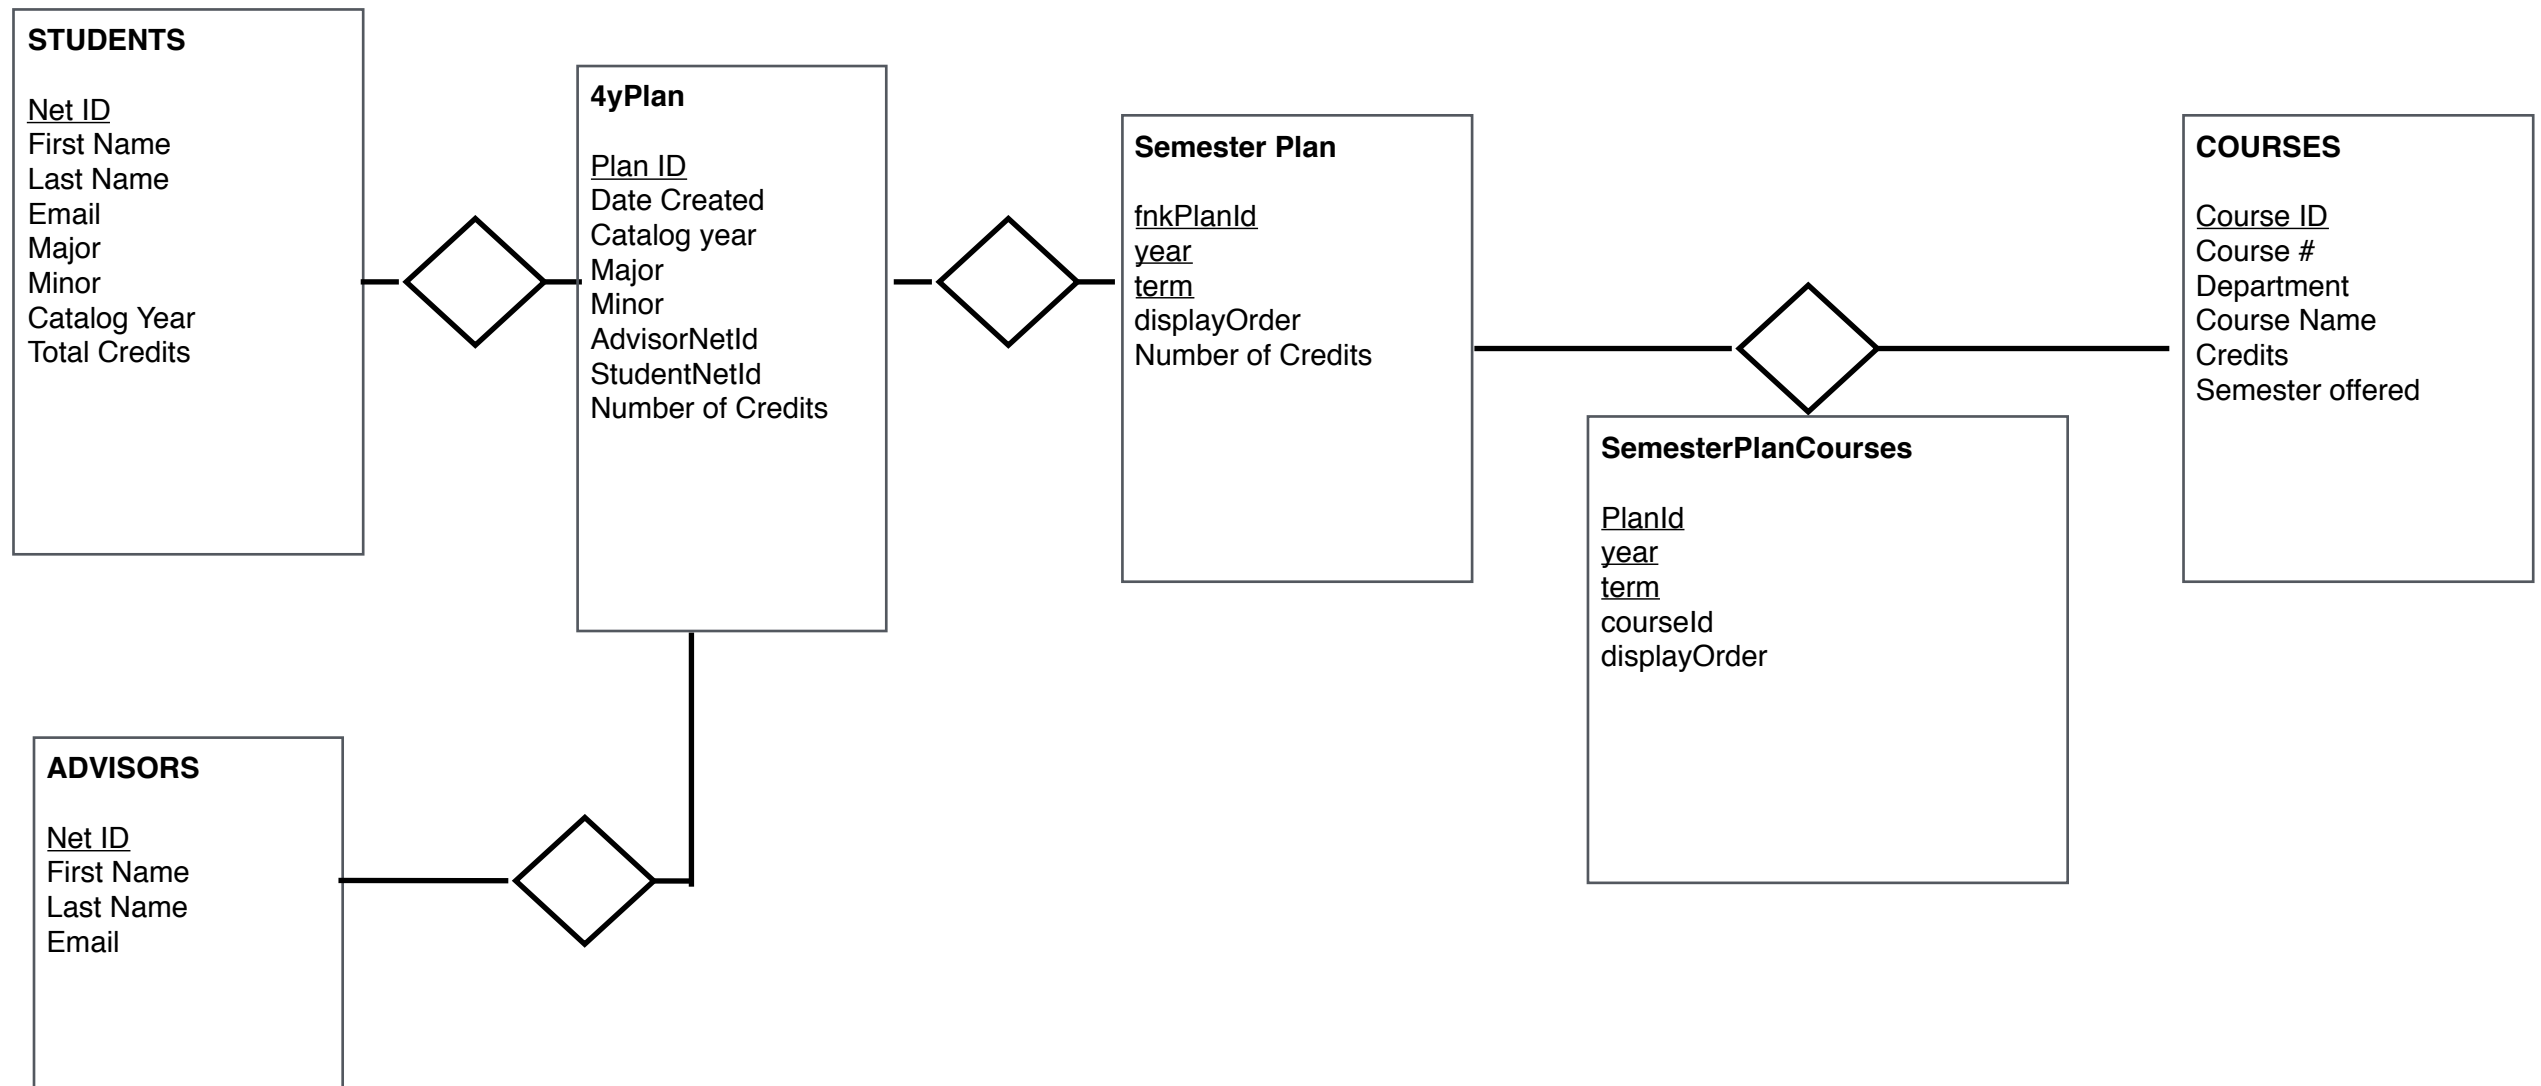 STUDENTS
Net ID
First Name
Last Name
Email
Major
Minor
Catalog Year
Total Credits
4yPlan
Plan ID
Date Created
Catalog year
Major
Minor
AdvisorNetId
StudentNetId
Number of Credits
Semester Plan
fnkPlanId
year
term
displayOrder
Number of Credits
COURSES
Course ID
Course #
Department
Course Name
Credits
Semester offered
SemesterPlanCourses
PlanId
year
term
courseId
displayOrder
ADVISORS
Net ID
First Name
Last Name
Email